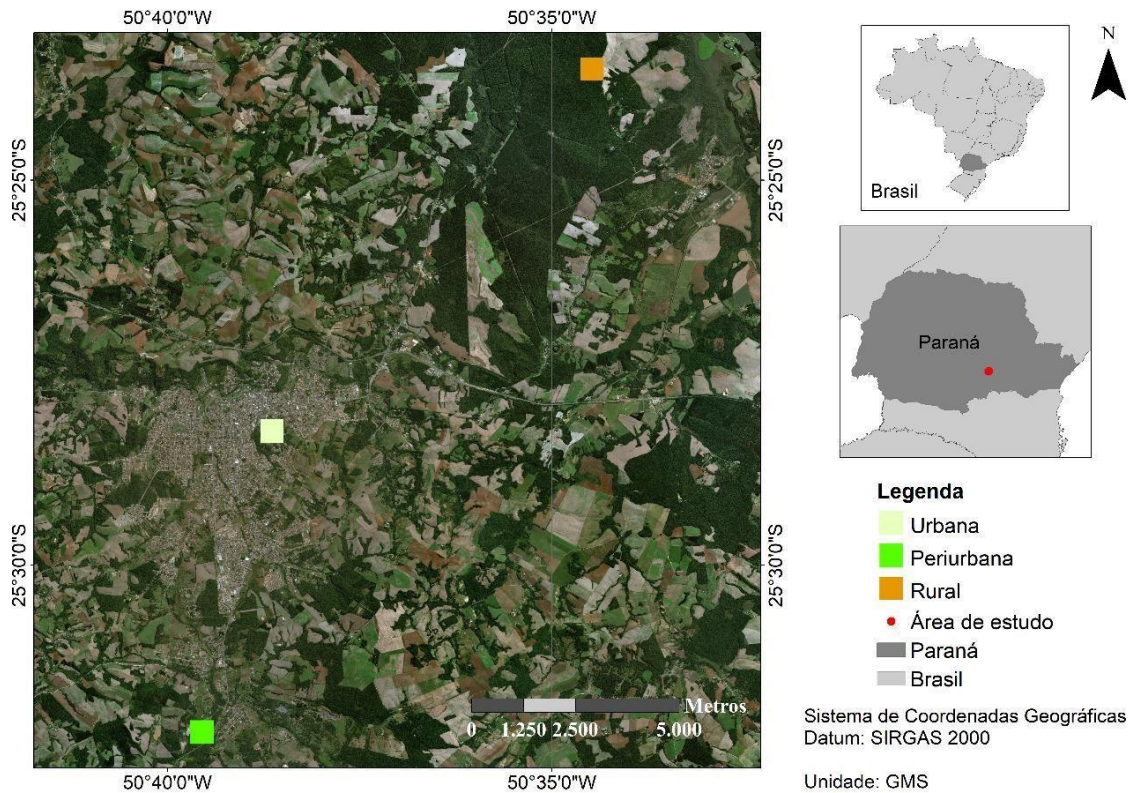 50°40'0"W
50°35'0"W
N
Brasil
25°25'0"S
25°25'0"S
Paraná
Legenda
Urbana
Periurbana
Rural
Área de estudo
Paraná
Brasil
25°30'0"S
25°30'0"S
Metros
0 1.250 2.500 5.000
Sistema de Coordenadas Geográficas
Datum: SIRGAS 2000
Unidade: GMS
50°40'0"W
50°35'0"W